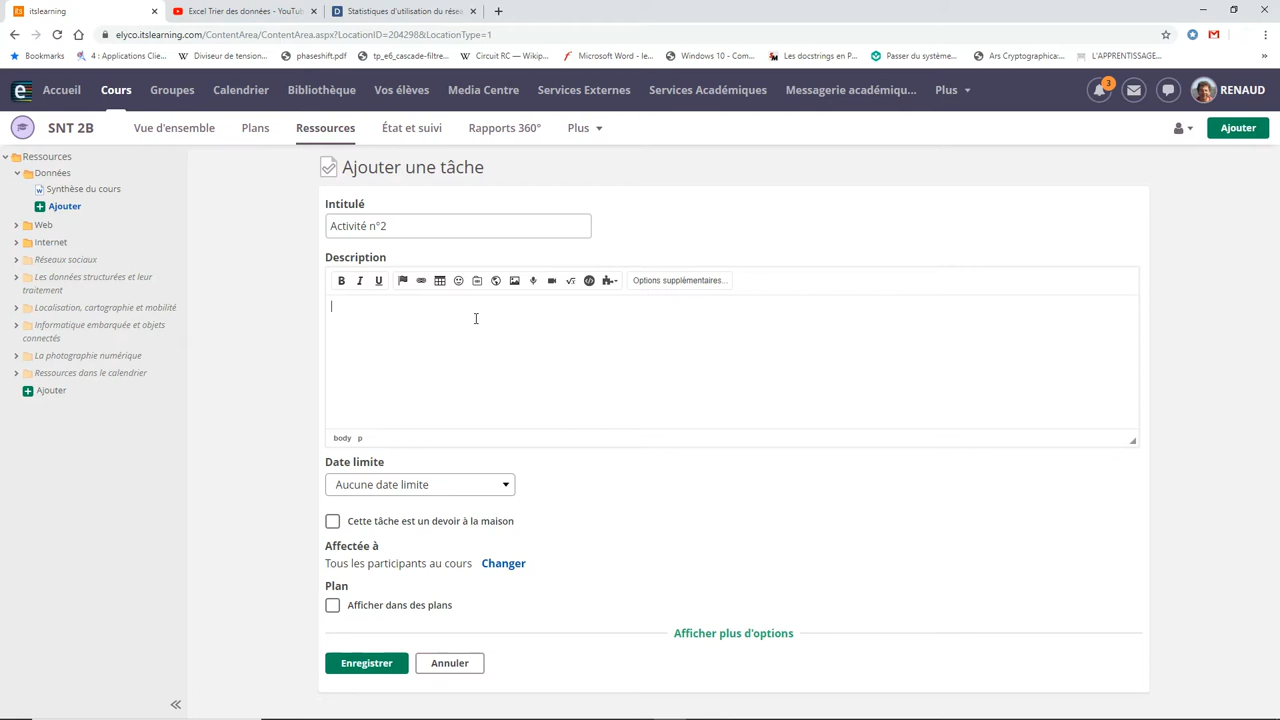 itslearning
Excel Trier des données - YouTub
Statistiques d'utilisation du rése
elyco.itslearning.com/ContentArea/ContentArea.aspx?LocationID=204298&LocationType=1
Bookmarks
4 : Applications Clie...
Diviseur de tension...
phaseshift.pdf
tp_e6_cascade-filtre...
Circuit RC — Wikip...
Microsoft Word - le...
Windows 10 - Com...
Les docstrings en P...
Passer du système...
Ars Cryptographica:...
L'APPRENTISSAGE...
Accueil
Cours
Groupes
Calendrier
Bibliothèque
Vos élèves
Media Centre
Services Externes
Services Académiques
Messagerie académiqu...
Plus
3
RENAUD
SNT 2B
Vue d'ensemble
Plans
Ressources
État et suivi
Rapports 360°
Plus
Ajouter
Ressources
Données
Synthèse du cours
Ajouter
Web
Internet
Réseaux sociaux
Les données structurées et leur
traitement
Localisation, cartographie et mobilité
Informatique embarquée et objets
connectés
La photographie numérique
Ressources dans le calendrier
Ajouter
Ajouter une tâche
Intitulé
Activité n°2
Description
B I U
Options supplémentaires...
body p
Date limite
Aucune date limite
Cette tâche est un devoir à la maison
Affectée à
Tous les participants au cours Changer
Plan
Afficher dans des plans
Afficher plus d'options
Enregistrer
Annuler